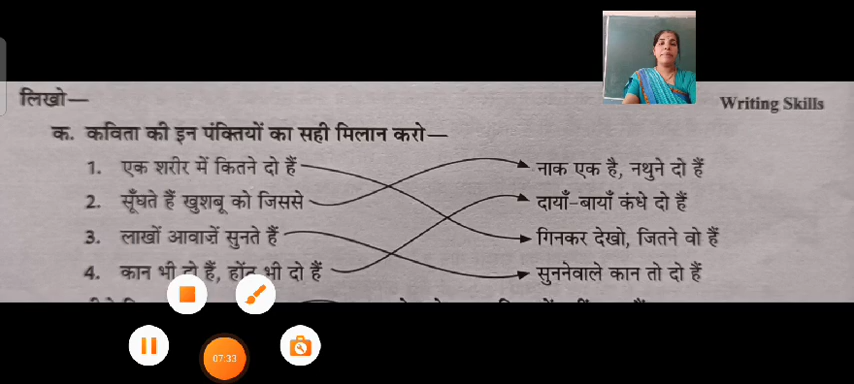 लिखो—
Writing Skills
क. कविता की इन पंक्तियों का सही मिलान करो—
1. एक शरीर में कितने दो हैं नाक एक है, नथुने दो हैं
2. सूँघते हैं खुशबू को जिससे दायाँ-बायाँ कंधे दो हैं
3. लाखों आवाज़ें सुनते हैं गिनकर देखो, जितने वो हैं
4. कान भी दो हैं, होंठ भी दो हैं सुननेवाले कान तो दो हैं
07:33